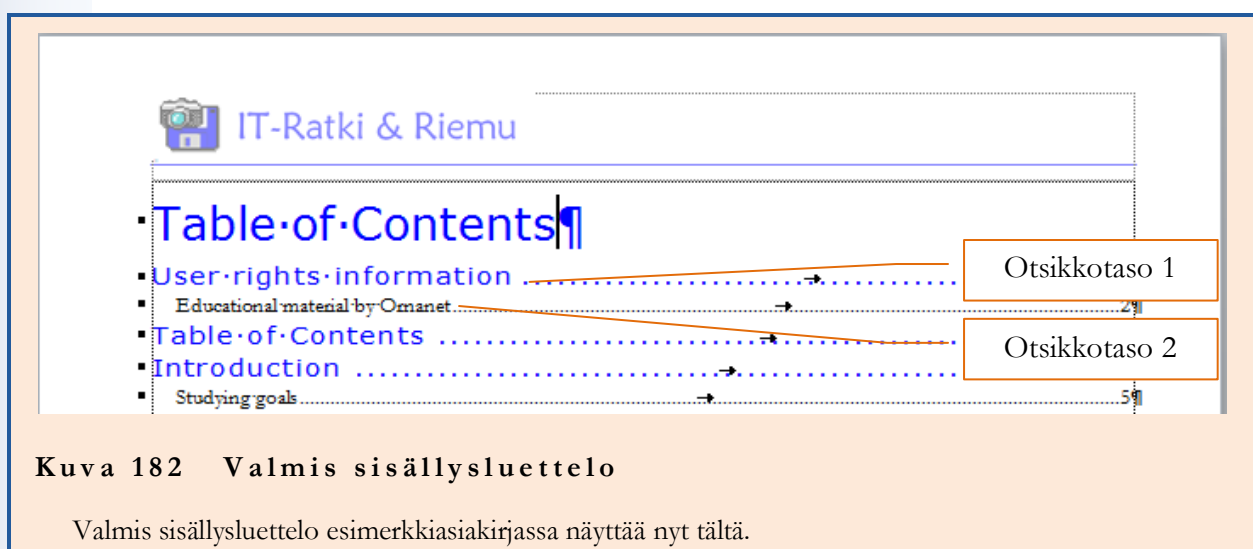 IT-Ratki & Riemu
Table·of·Contents¶
User·rights·information ............→............ Otsikkotaso 1
Educational·material·by·Omanet............→............2¶
Table·of·Contents ............→............ Otsikkotaso 2
Introduction ............→............
Studying·goals............→............5¶
Kuva 182 Valmis sisällysluettelo
Valmis sisällysluettelo esimerkkiasiakirjassa näyttää nyt tältä.